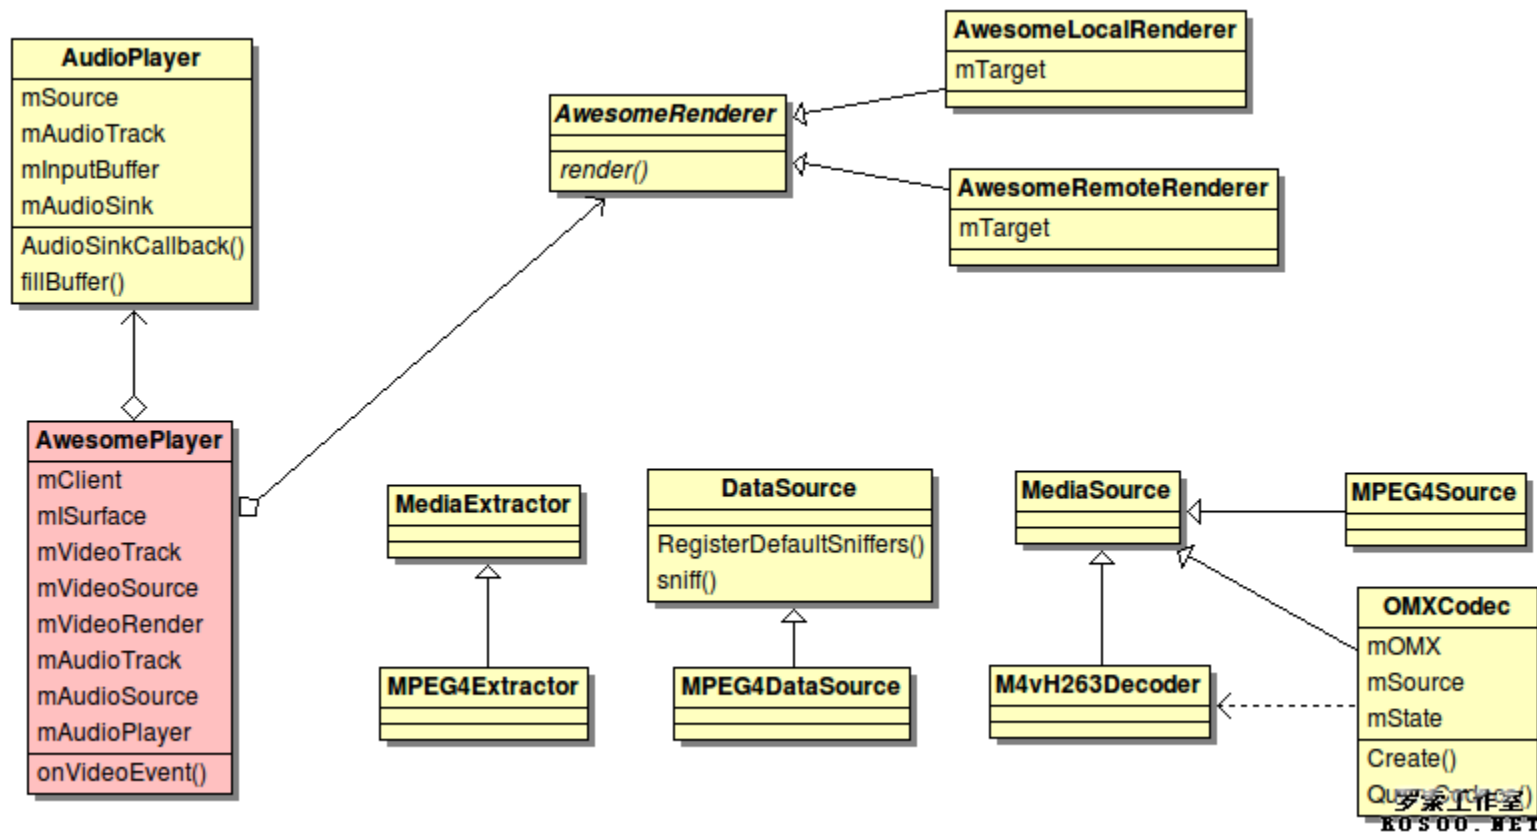 AudioPlayer
mSource
mAudioTrack
mInputBuffer
mAudioSink
AudioSinkCallback()
fillBuffer()
AwesomeRenderer
render()
AwesomeLocalRenderer
mTarget
AwesomeRemoteRenderer
mTarget
AwesomePlayer
mClient
mISurface
mVideoTrack
mVideoSource
mVideoRender
mAudioTrack
mAudioSource
mAudioPlayer
onVideoEvent()
MediaExtractor
MPEG4Extractor
DataSource
RegisterDefaultSniffers()
sniff()
MPEG4DataSource
MediaSource
M4vH263Decoder
MPEG4Source
OMXCodec
mOMX
mSource
mState
Create()
罗索工作室
ROSOO.NET